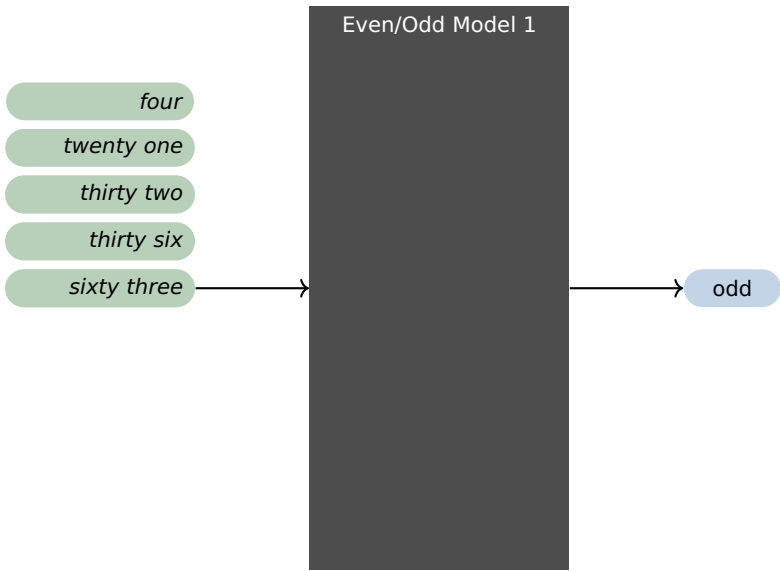 Even/Odd Model 1
four
twenty one
thirty two
thirty six
sixty three
odd